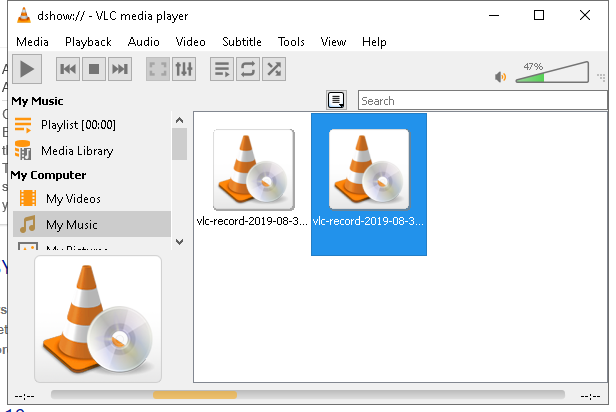 dshow:// - VLC media player
Media Playback Audio Video Subtitle Tools View Help
47%
My Music
Search
Playlist [00:00]
Media Library
My Computer
My Videos
My Music
My Pictures
vlc-record-2019-08-3... vlc-record-2019-08-3...
--:-- --:--